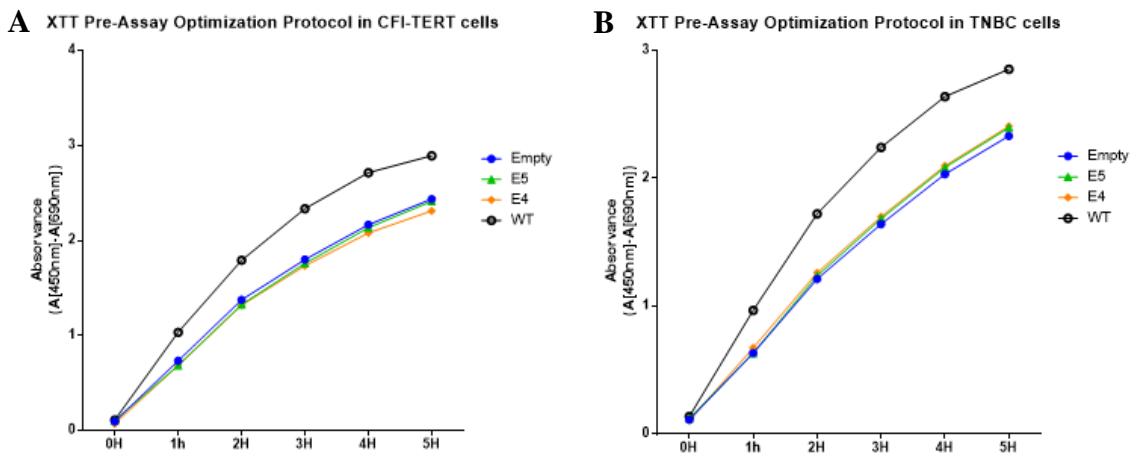 A
XTT Pre-Assay Optimization Protocol in CFI-TERT cells
4
3
2
1
0
Absorvance
(A[450nm]-A[690nm])
0H 1h 2H 3H 4H 5H
Empty
E5
E4
WT
B
XTT Pre-Assay Optimization Protocol in TNBC cells
3
2
1
0
Absorvance
(A[450nm]-A[690nm])
0H 1h 2H 3H 4H 5H
Empty
E5
E4
WT